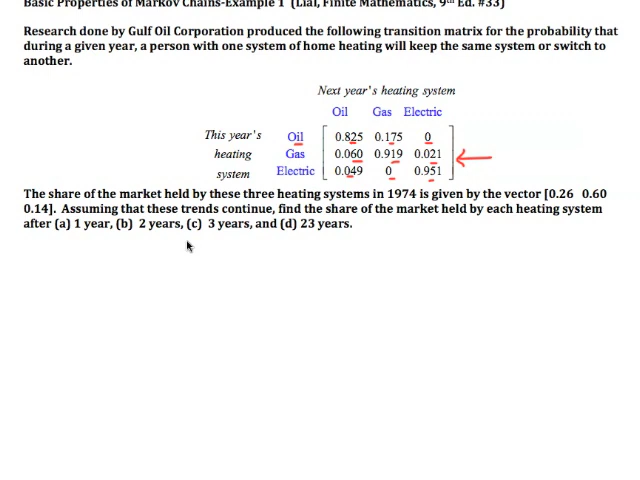 Basic Properties of Markov Chains-Example 1 (Lial, Finite Mathematics, 9th Ed. #33)
Research done by Gulf Oil Corporation produced the following transition matrix for the probability that
during a given year, a person with one system of home heating will keep the same system or switch to
another.
Next year's heating system
Oil Gas Electric
This year's Oil 0.825 0.175 0
heating Gas 0.060 0.919 0.021
system Electric 0.049 0 0.951
The share of the market held by these three heating systems in 1974 is given by the vector [0.26 0.60
0.14]. Assuming that these trends continue, find the share of the market held by each heating system
after (a) 1 year, (b) 2 years, (c) 3 years, and (d) 23 years.